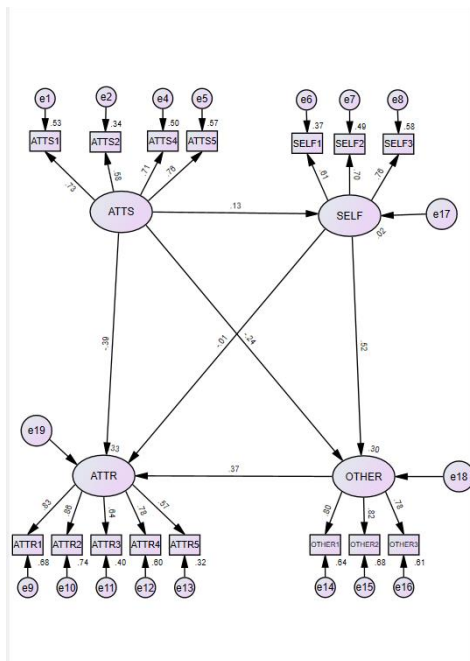 e1 e2 e4 e5 e6 e7 e8
.53 .34 .50 .57 .37 .49 .58
ATTS1 ATTS2 ATTS4 ATTS5 SELF1 SELF2 SELF3
.73 .58 .71 .76 .61 .70 .76
ATTS .13 SELF e17
.02
-.39 -.01 -.24 .52
e19 .33 .30
ATTR .37 OTHER e18
.83 .86 .64 .78 .57 .80 .82 .78
ATTR1 ATTR2 ATTR3 ATTR4 ATTR5 OTHER1 OTHER2 OTHER3
.68 .74 .40 .60 .32 .64 .68 .61
e9 e10 e11 e12 e13 e14 e15 e16